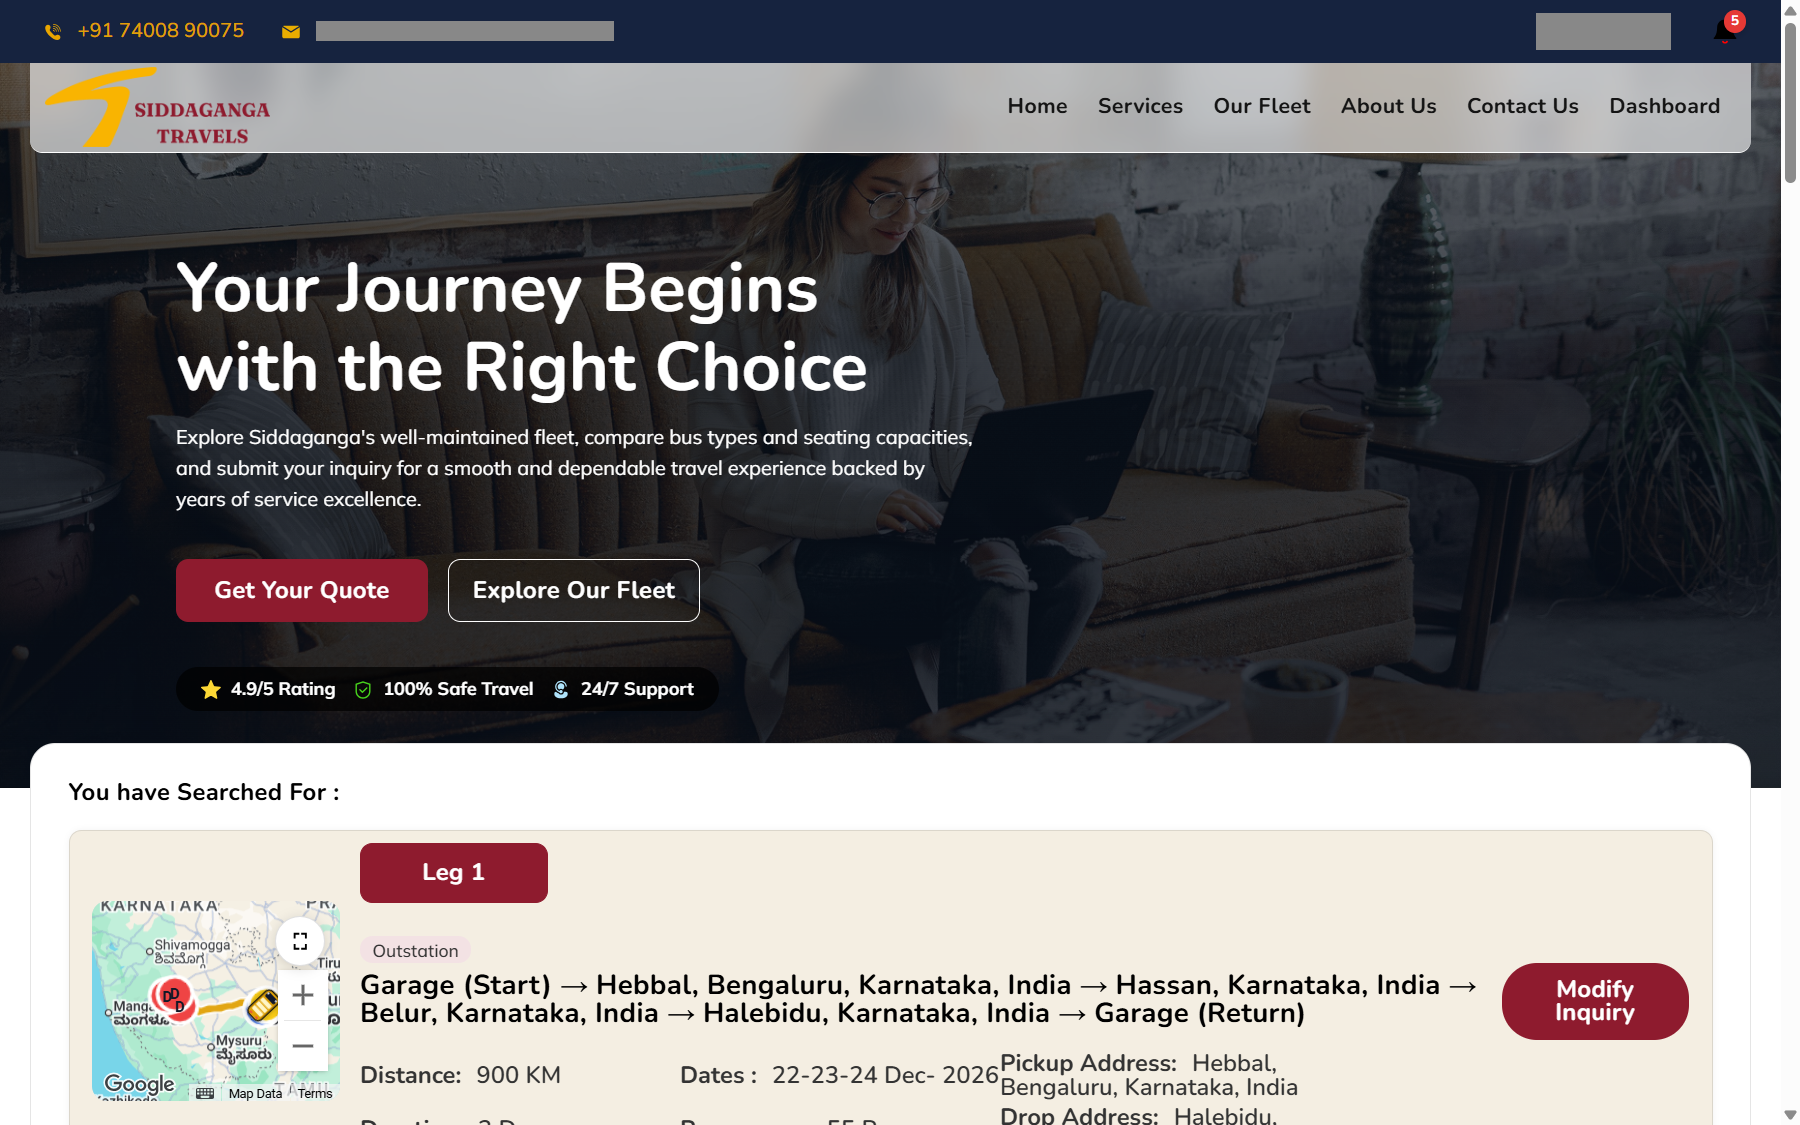 +91 74008 90075
5
SIDDAGANGA
TRAVELS
Home
Services
Our Fleet
About Us
Contact Us
Dashboard
Your Journey Begins
with the Right Choice
Explore Siddaganga's well-maintained fleet, compare bus types and seating capacities,
and submit your inquiry for a smooth and dependable travel experience backed by
years of service excellence.
Get Your Quote
Explore Our Fleet
4.9/5 Rating
100% Safe Travel
24/7 Support
You have Searched For :
Leg 1
KARNATAKA
Shivamogga
ಶಿವಮೊಗ್ಗ
D
D
D
Mysuru
ಮೈಸೂರು
Google
Map Data
Terms
Outstation
Garage (Start) → Hebbal, Bengaluru, Karnataka, India → Hassan, Karnataka, India →
Belur, Karnataka, India → Halebidu, Karnataka, India → Garage (Return)
Modify
Inquiry
Distance: 900 KM
Dates : 22-23-24 Dec- 2026
Pickup Address: Hebbal,
Bengaluru, Karnataka, India
Drop Address: Halebidu,